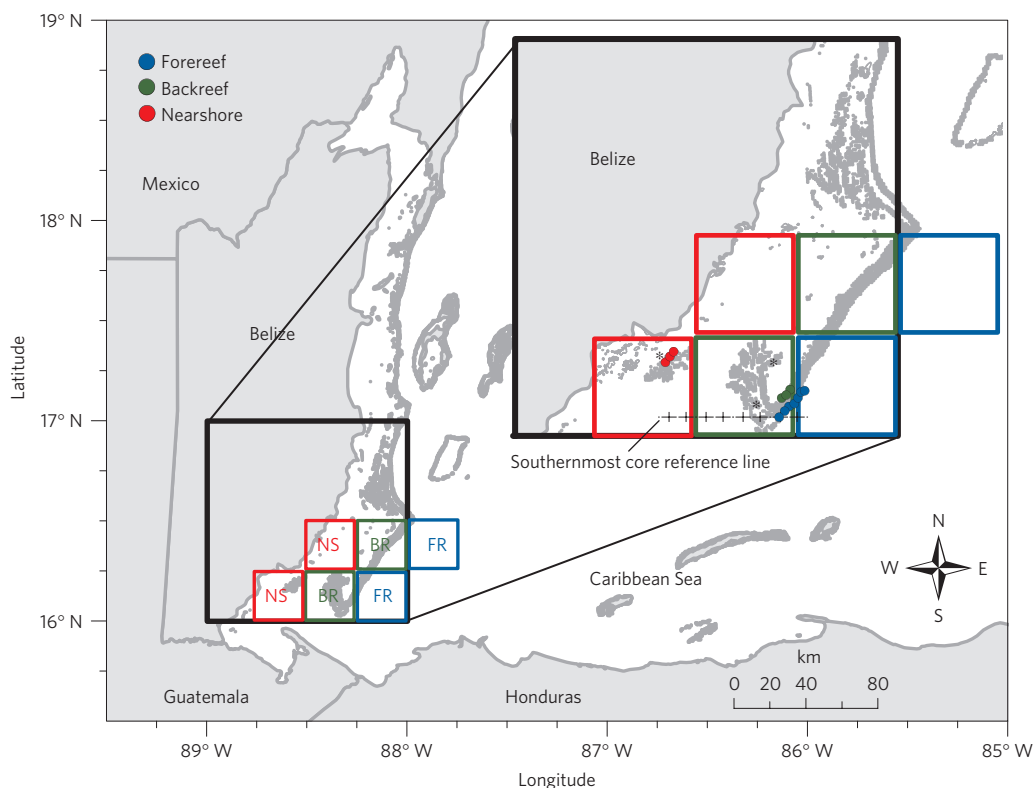 19° N
18° N
17° N
16° N
Latitude
Forereef
Backreef
Nearshore
Mexico
Belize
Belize
Southernmost core reference line
NS
BR
FR
NS
BR
FR
Caribbean Sea
N
W
E
S
km
0 20 40 80
Guatemala
Honduras
89° W
88° W
87° W
86° W
85° W
Longitude